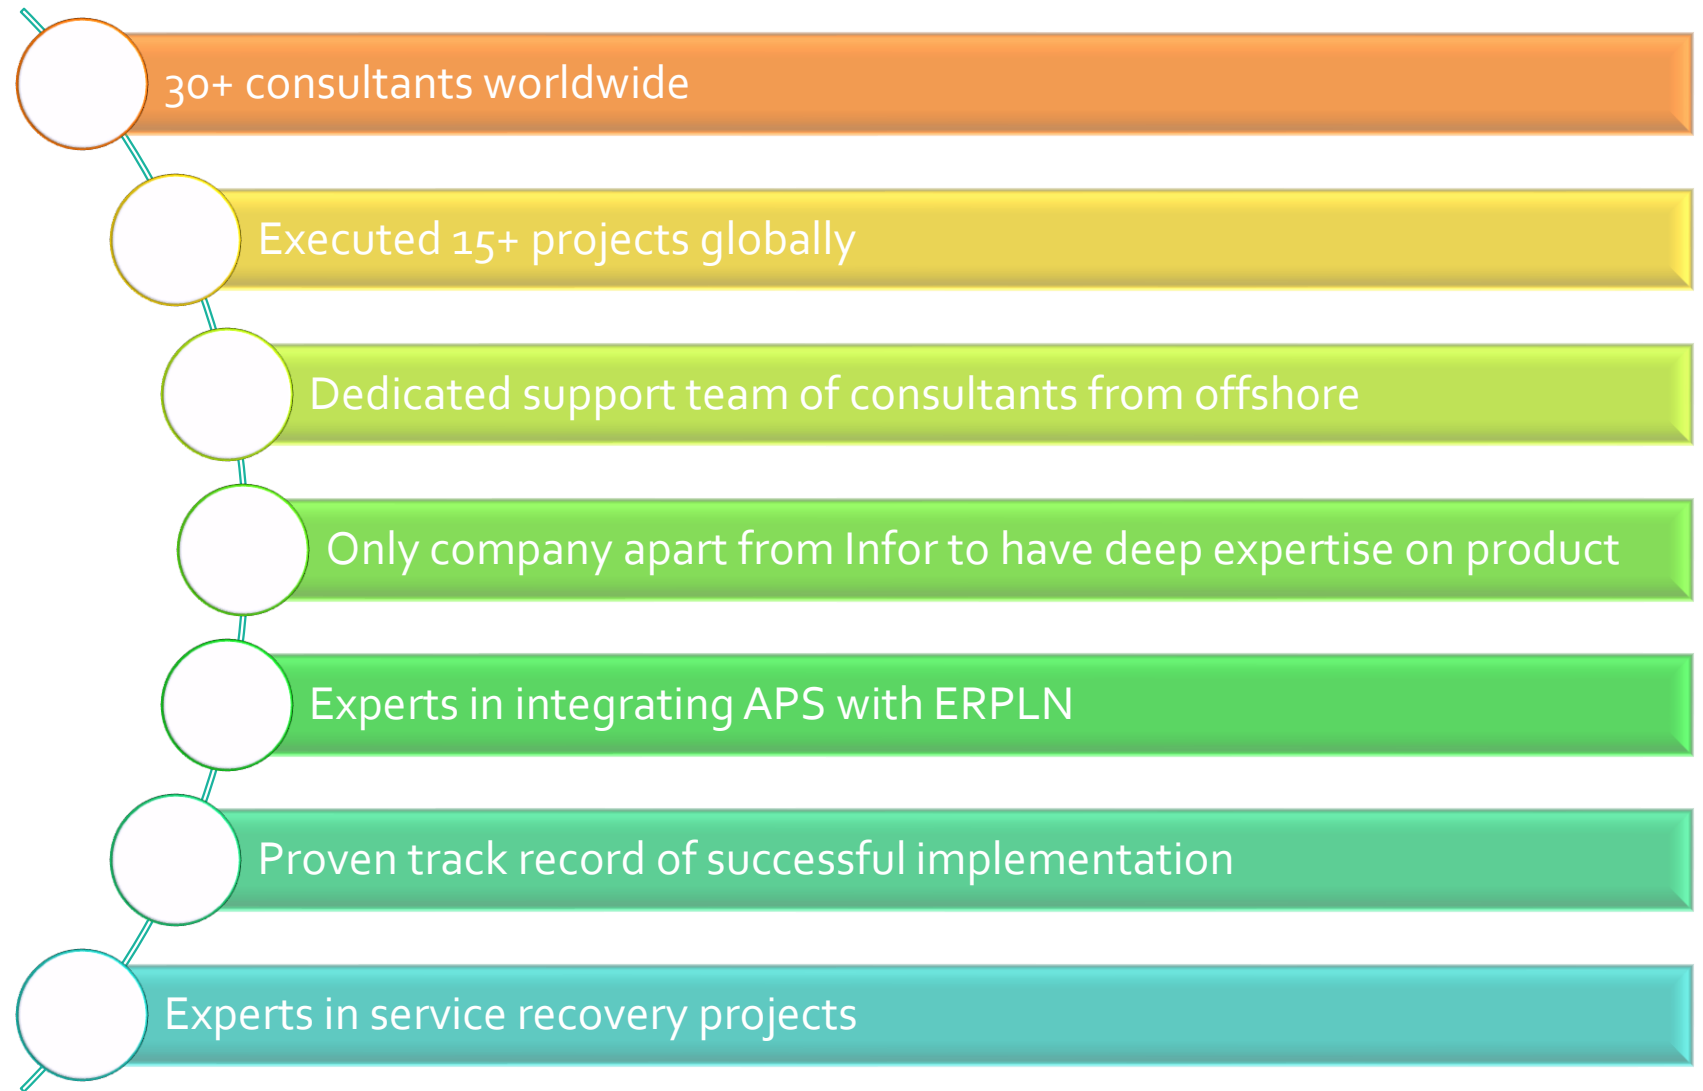 30+ consultants worldwide
Executed 15+ projects globally
Dedicated support team of consultants from offshore
Only company apart from Infor to have deep expertise on product
Experts in integrating APS with ERPLN
Proven track record of successful implementation
Experts in service recovery projects